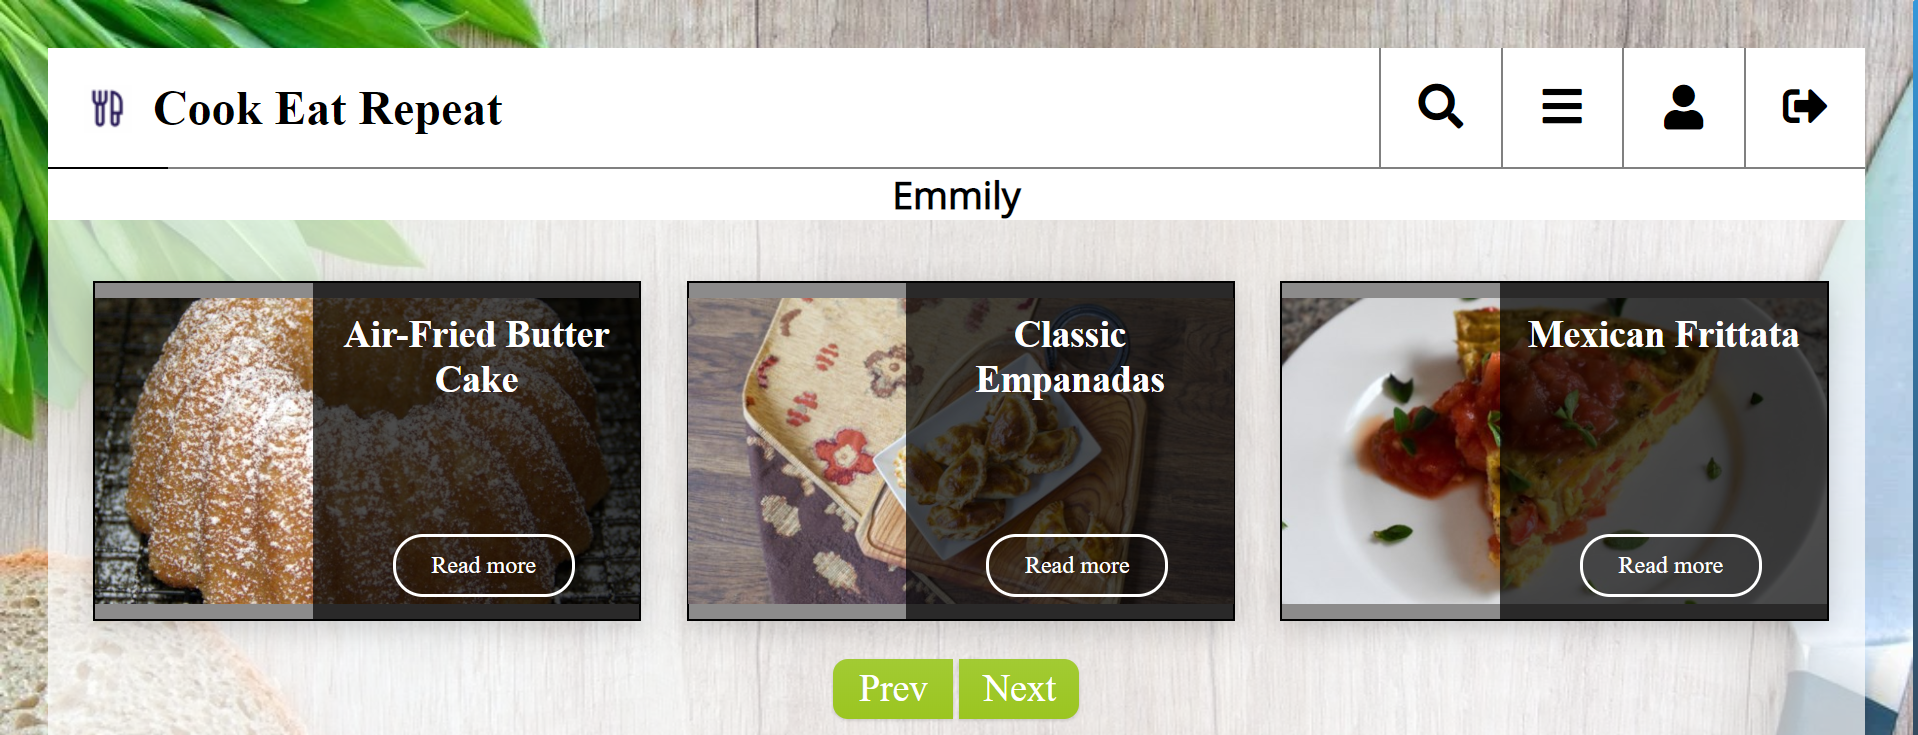 Cook Eat Repeat
Emmily
Air-Fried Butter
Cake
Read more
Classic
Empanadas
Read more
Mexican Frittata
Read more
Prev
Next